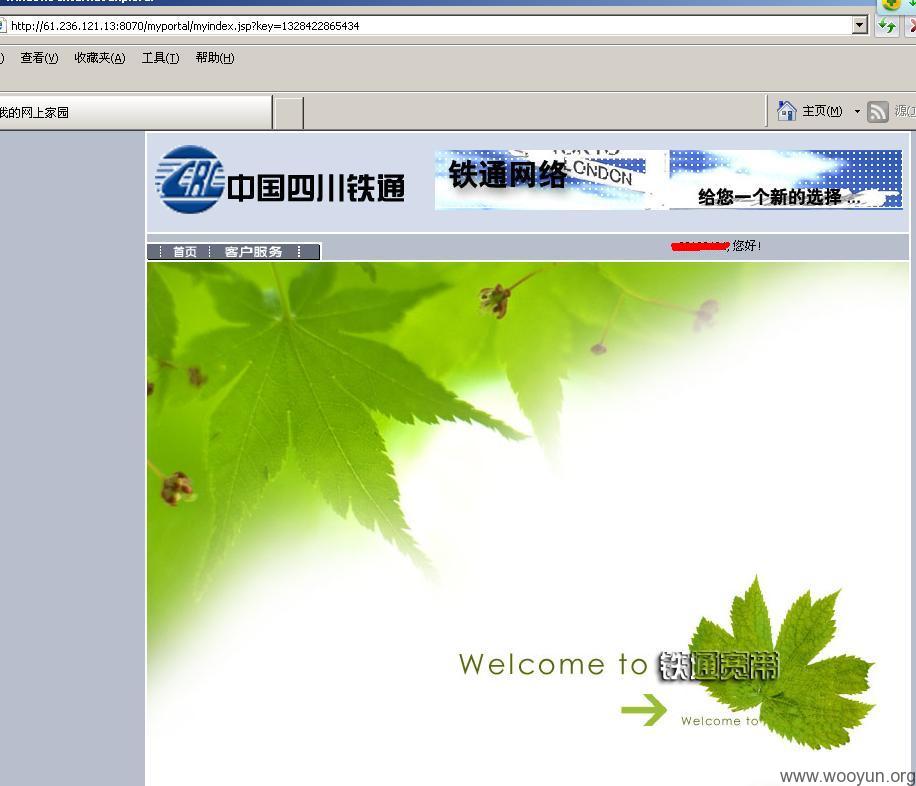 http://61.236.121.13:8070/myportal/myindex.jsp?key=1328422865434
) 查看(V) 收藏夹(A) 工具(T) 帮助(H)
我的网上家园
主页(M)
CRC 中国四川铁通
LONDON
铁通网络
给您一个新的选择 ...
首页 客户服务
, 您好!
Welcome to 铁通宽带
Welcome to
www.wooyun.org